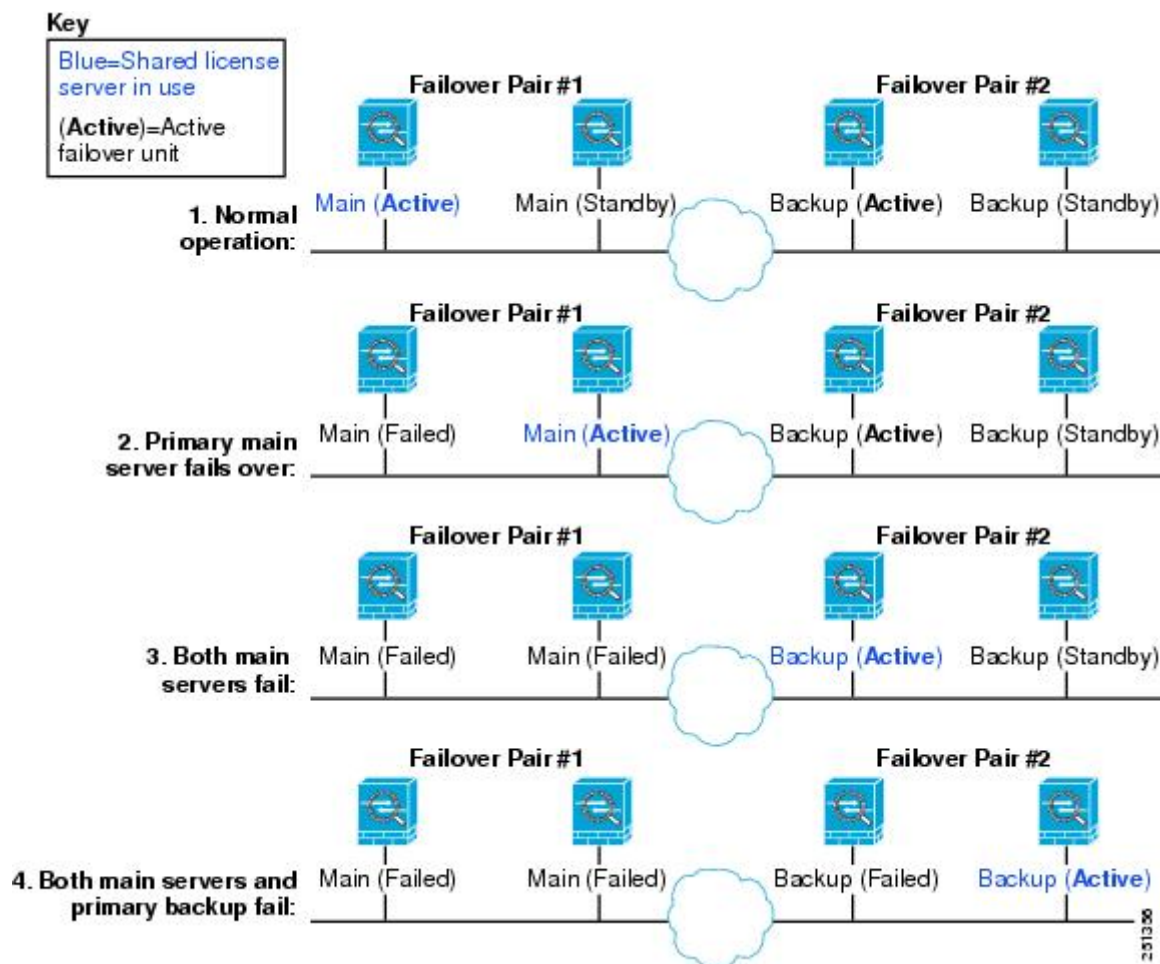 Key
Blue=Shared license
server in use
(Active)=Active
failover unit
Failover Pair #1
Failover Pair #2
1. Normal
operation:
Main (Active)
Main (Standby)
Backup (Active)
Backup (Standby)
Failover Pair #1
Failover Pair #2
2. Primary main
server fails over:
Main (Failed)
Main (Active)
Backup (Active)
Backup (Standby)
Failover Pair #1
Failover Pair #2
3. Both main
servers fail:
Main (Failed)
Main (Failed)
Backup (Active)
Backup (Standby)
Failover Pair #1
Failover Pair #2
4. Both main servers and
primary backup fail:
Main (Failed)
Main (Failed)
Backup (Failed)
Backup (Active)
251356